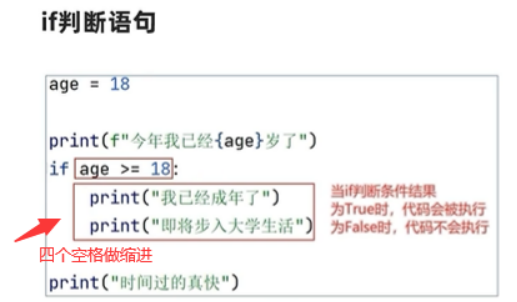 if判断语句
age = 18
print(f"今年我已经{age}岁了")
if age >= 18:
print("我已经成年了")
print("即将步入大学生活")
当if判断条件结果
为True时，代码会被执行
为False时，代码不会执行
四个空格做缩进
print("时间过的真快")